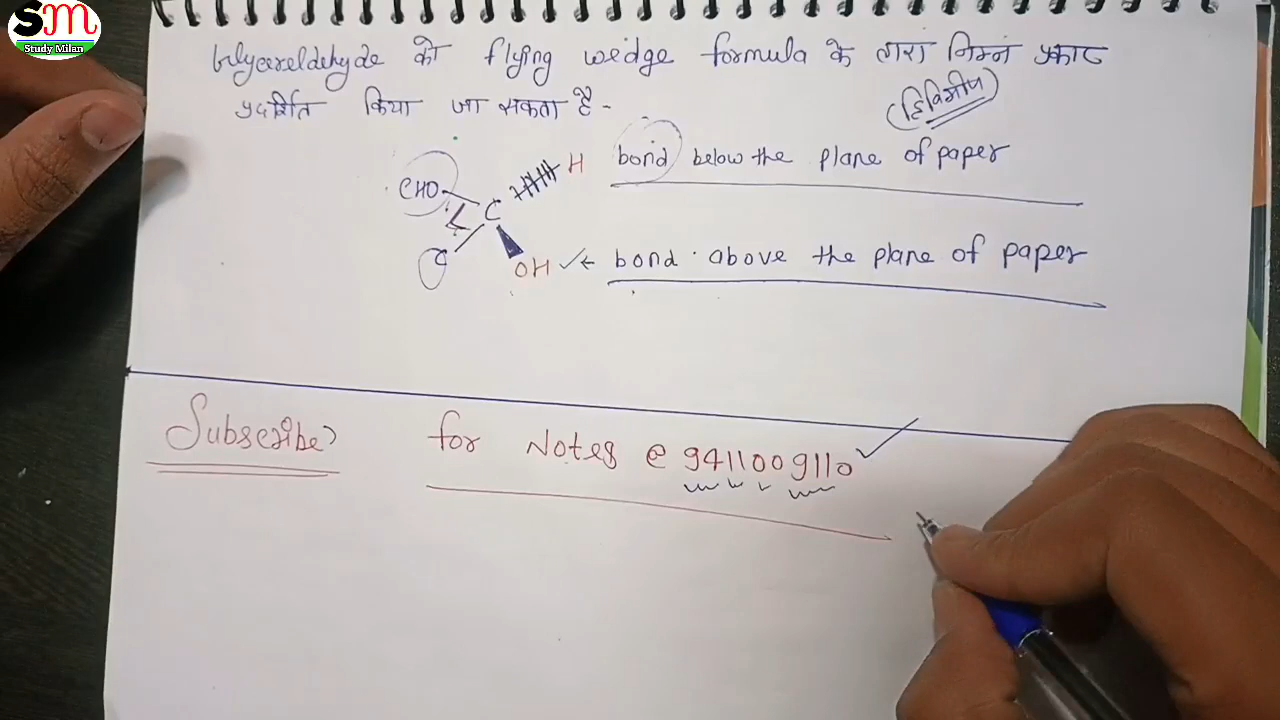 SM
Study Milan
Glyceraldehyde को flying wedge formula के द्वारा निम्न प्रकार
प्रदर्शित किया जा सकता है -
(द्विविमीय)
CHO C H bond below the plane of paper
C OH ✓ ← bond above the plane of paper
Subscribe for Notes @ 9411009110